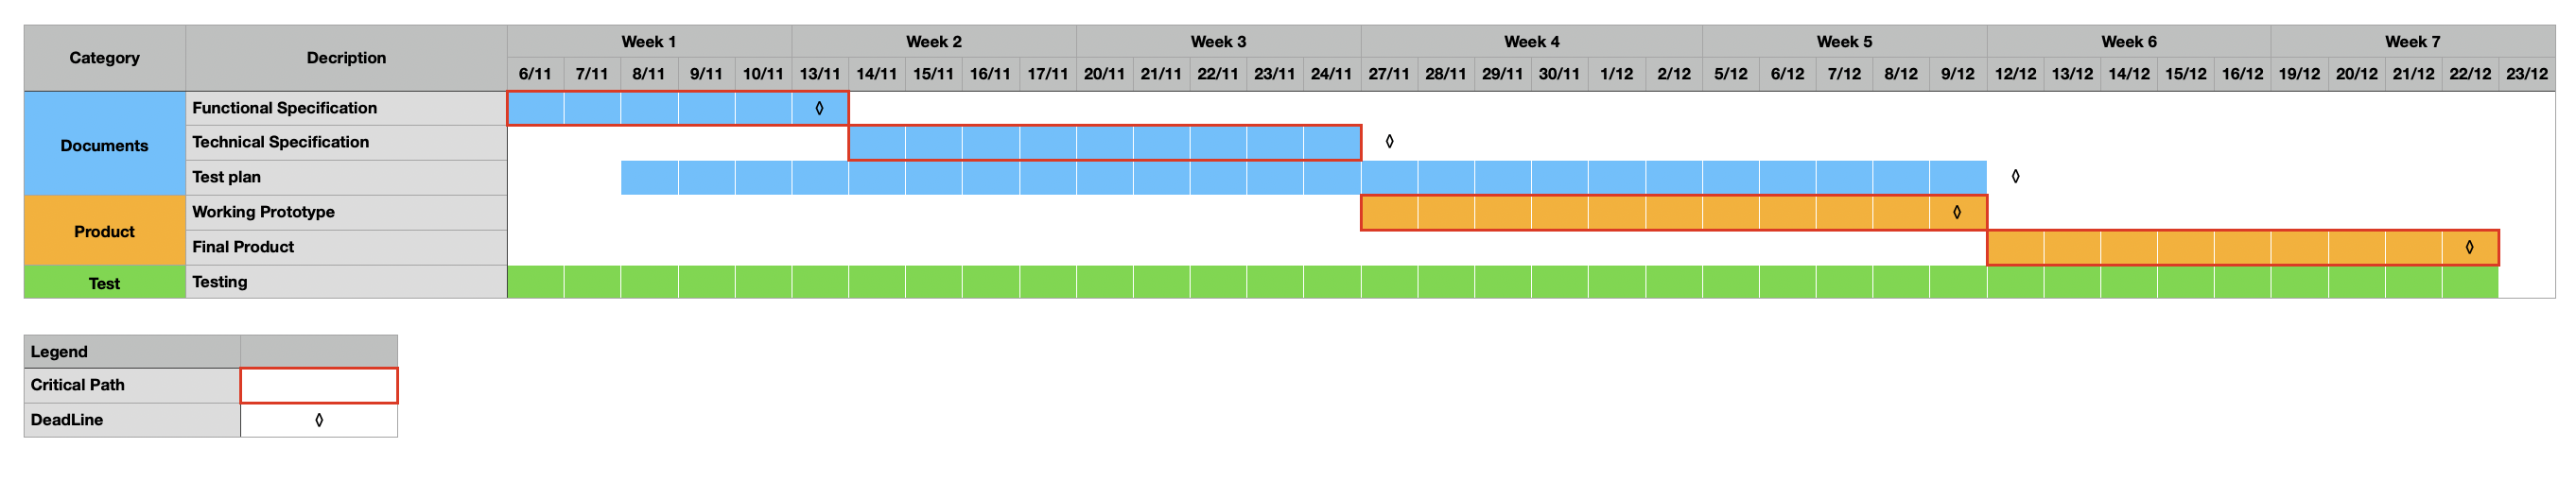 Category Decription Week 1 Week 2 Week 3 Week 4 Week 5 Week 6 Week 7
6/11 7/11 8/11 9/11 10/11 13/11 14/11 15/11 16/11 17/11 20/11 21/11 22/11 23/11 24/11 27/11 28/11 29/11 30/11 1/12 2/12 5/12 6/12 7/12 8/12 9/12 12/12 13/12 14/12 15/12 16/12 19/12 20/12 21/12 22/12 23/12
Documents
Functional Specification ◊
Technical Specification ◊
Test plan ◊
Product
Working Prototype ◊
Final Product ◊
Test Testing
Legend
Critical Path
DeadLine ◊